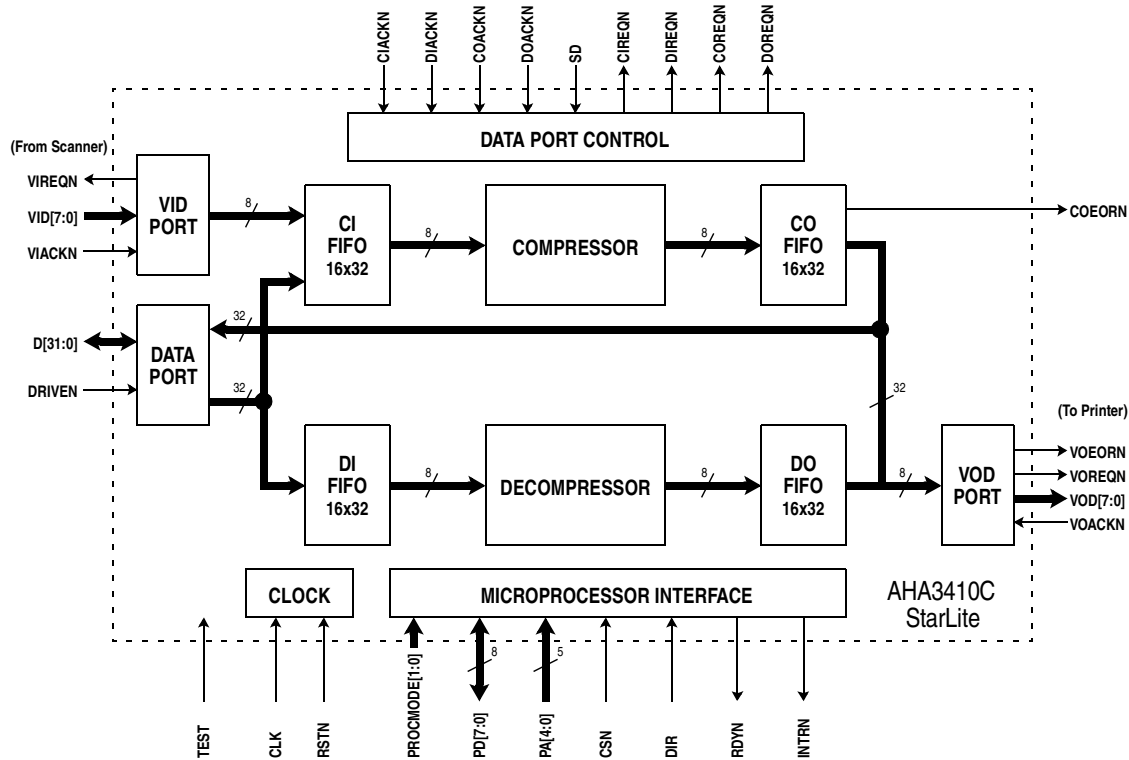 CIACKN
DIACKN
COACKN
DOACKN
SD
CIREQN
DIREQN
COREQN
DOREQN
DATA PORT CONTROL
(From Scanner)
VIREQN
VID[7:0]
VIACKN
VID
PORT
8
CI
FIFO
16x32
8
COMPRESSOR
8
CO
FIFO
16x32
COEORN
D[31:0]
DRIVEN
DATA
PORT
32
32
32
DI
FIFO
16x32
8
DECOMPRESSOR
8
DO
FIFO
16x32
8
VOD
PORT
(To Printer)
VOEORN
VOREQN
VOD[7:0]
VOACKN
CLOCK
MICROPROCESSOR INTERFACE
AHA3410C
StarLite
8
5
TEST
CLK
RSTN
PROCMODE[1:0]
PD[7:0]
PA[4:0]
CSN
DIR
RDYN
INTRN